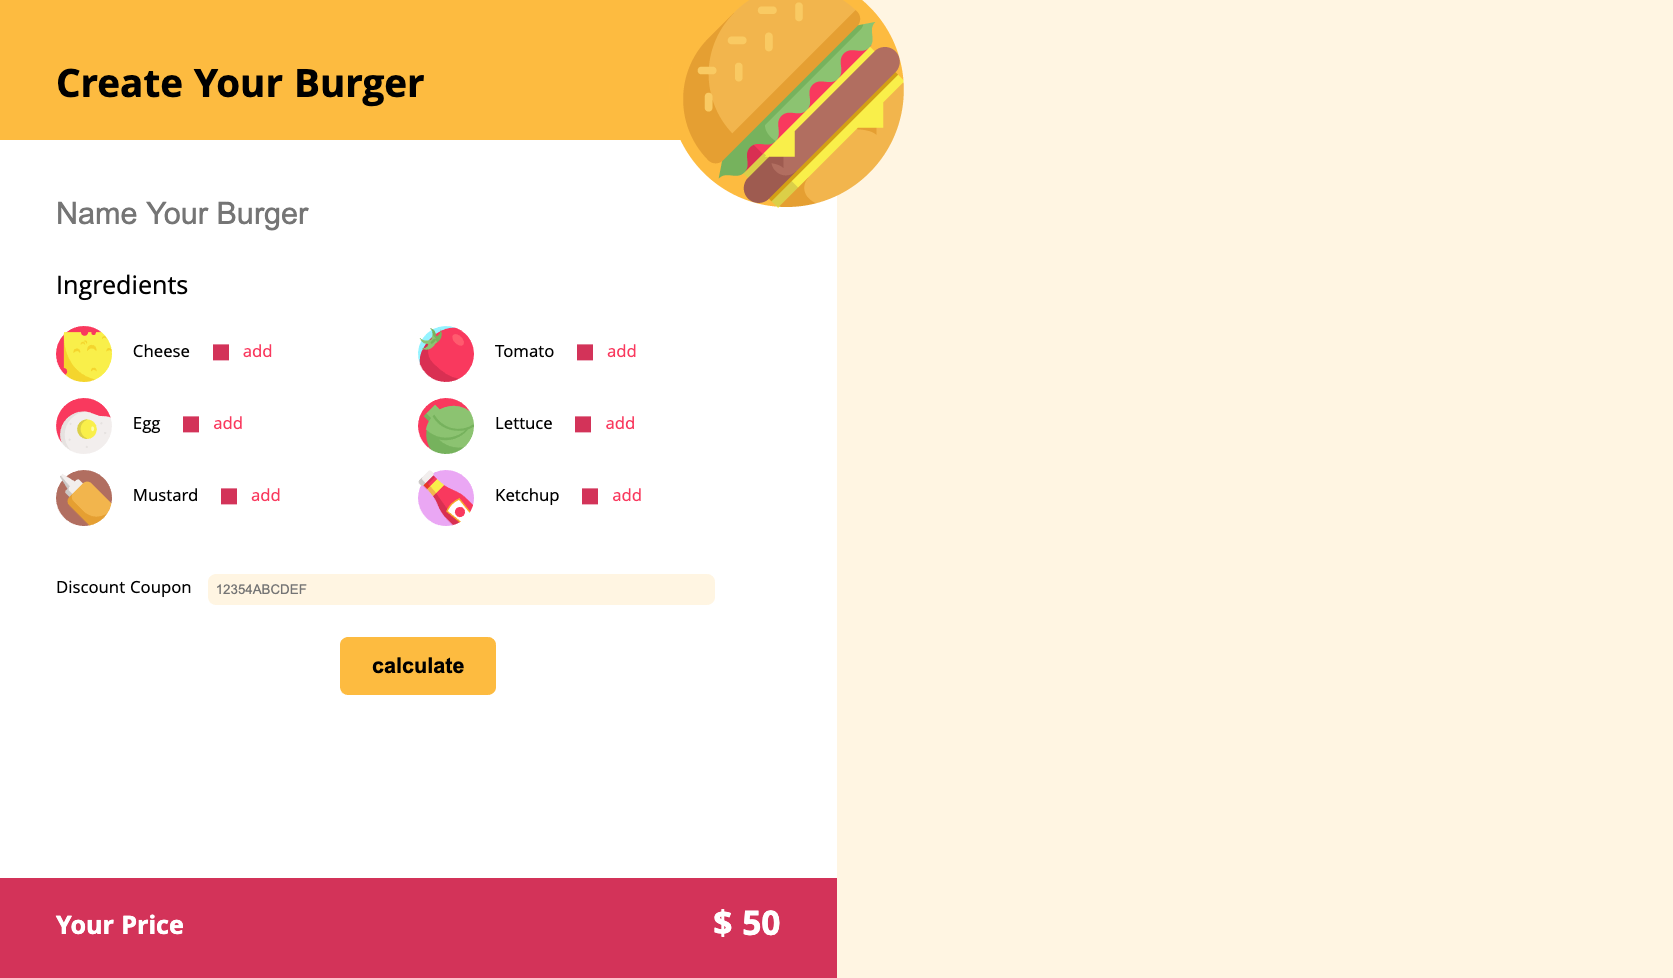 Create Your Burger
Name Your Burger
Ingredients
Cheese add Tomato add
Egg add Lettuce add
Mustard add Ketchup add
Discount Coupon 12354ABCDEF
calculate
Your Price $ 50